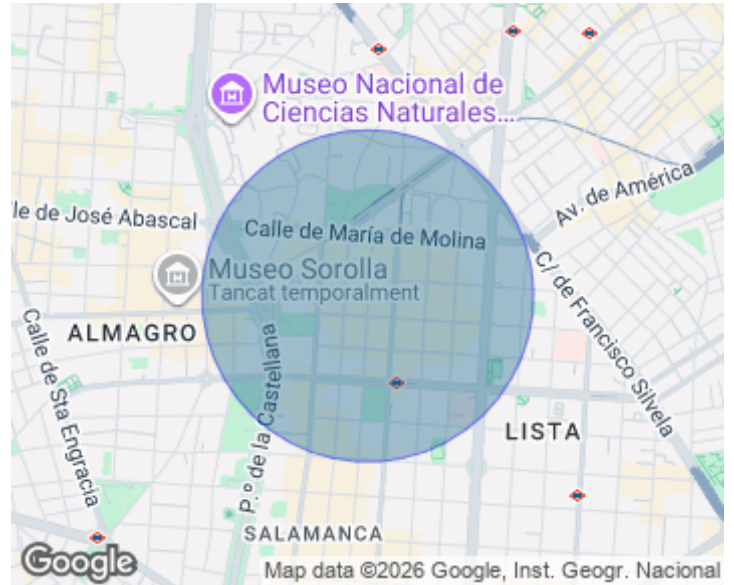 Museo Nacional de
Ciencias Naturales...
Av. de América
lle de José Abascal
Calle de María de Molina
Museo Sorolla
Tancat temporalment
C/ de Francisco Silvela
ALMAGRO
Calle de Sta Engracia
P.º de la Castellana
LISTA
SALAMANCA
Google
Map data ©2026 Google, Inst. Geogr. Nacional